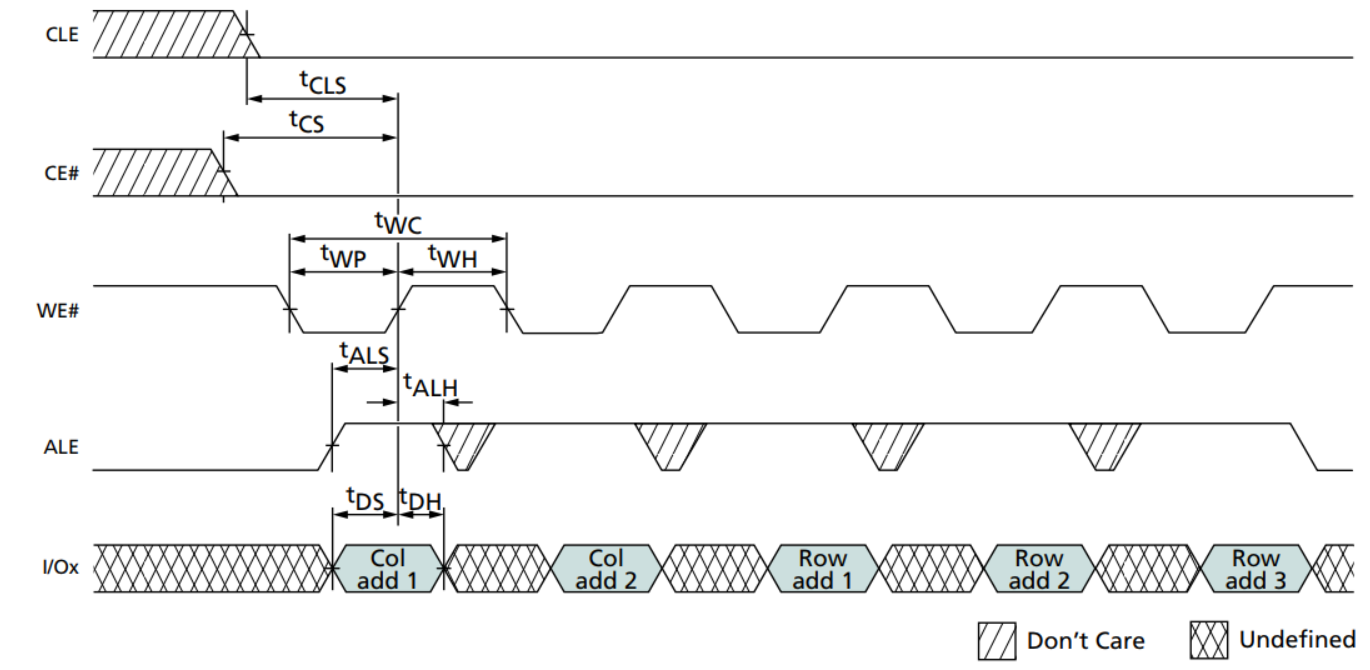 CLE
tCLS
tCS
CE#
tWC
tWP
tWH
WE#
tALS
tALH
ALE
tDS
tDH
I/Ox
Col
add 1
Col
add 2
Row
add 1
Row
add 2
Row
add 3
Don't Care
Undefined